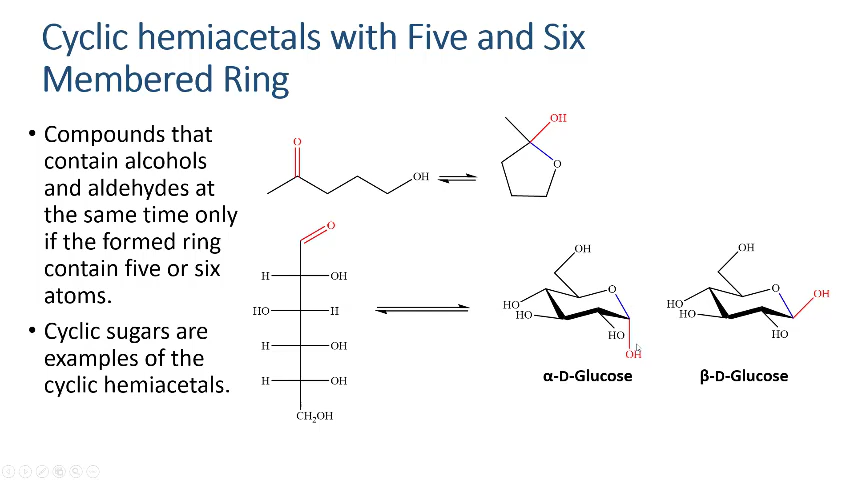 Cyclic hemiacetals with Five and Six
Membered Ring
• Compounds that
contain alcohols
and aldehydes at
the same time only
if the formed ring
contain five or six
atoms.
• Cyclic sugars are
examples of the
cyclic hemiacetals.
O
OH
OH
O
O
H OH
HO H
H OH
H OH
CH₂OH
OH
O
HO
HO
HO
OH
α-D-Glucose
OH
O
OH
HO
HO
HO
β-D-Glucose